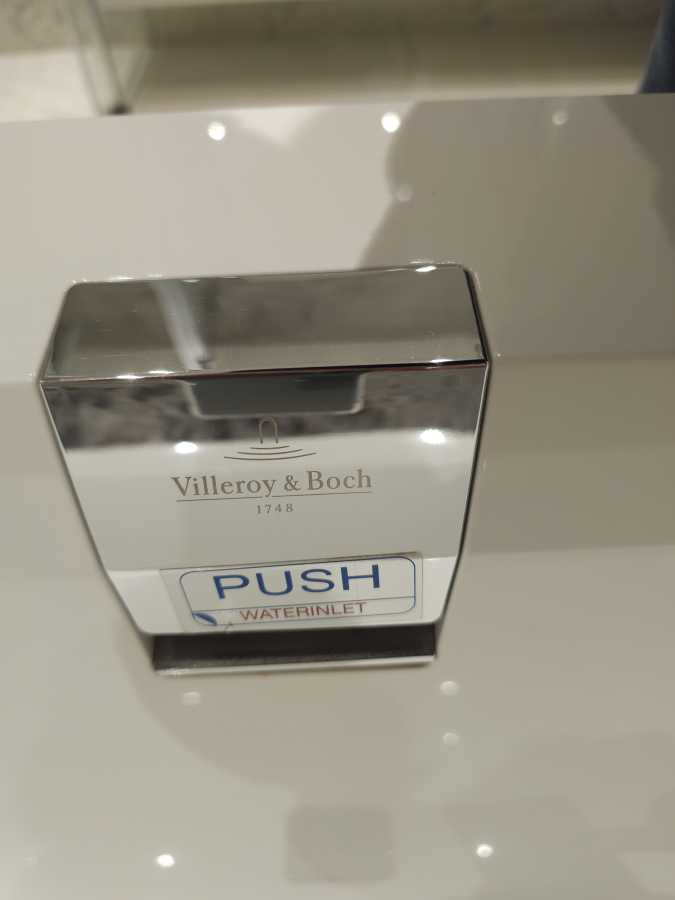 Villeroy & Boch
1748
PUSH
WATERINLET